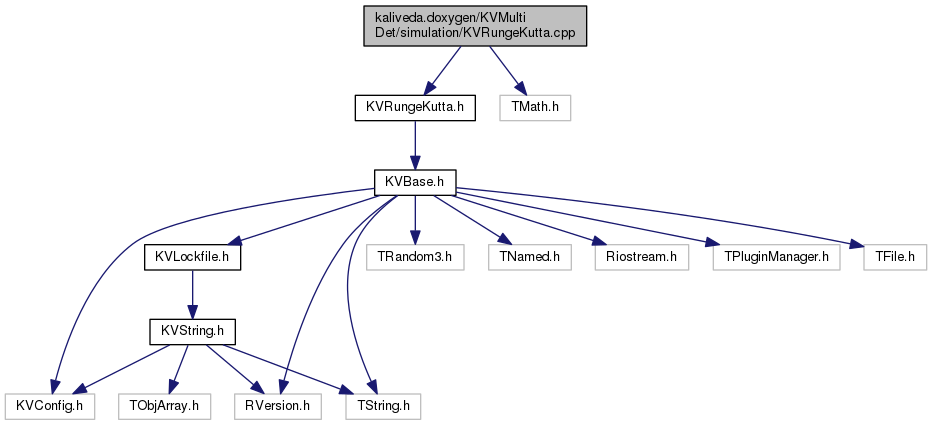 kaliveda.doxygen/KVMulti
Det/simulation/KVRungeKutta.cpp
KVRungeKutta.h
TMath.h
KVBase.h
KVLockfile.h
TRandom3.h
TNamed.h
Riostream.h
TPluginManager.h
TFile.h
KVString.h
KVConfig.h
TObjArray.h
RVersion.h
TString.h